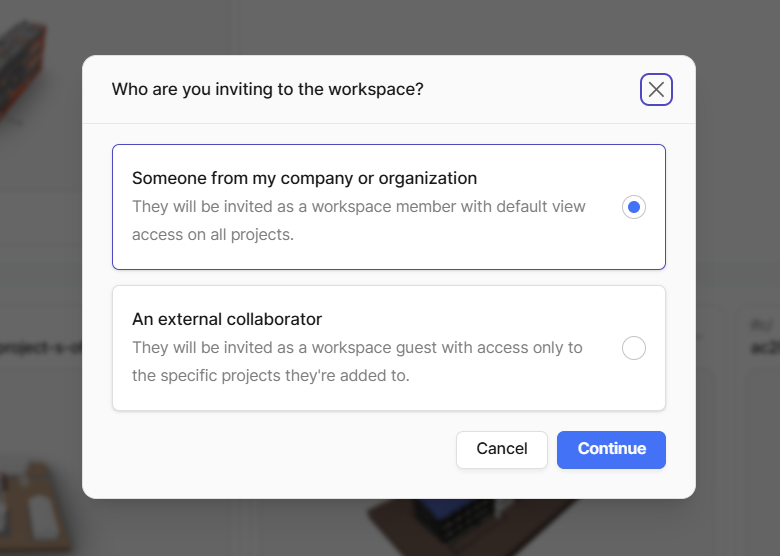 Who are you inviting to the workspace?
Someone from my company or organization
They will be invited as a workspace member with default view
access on all projects.
An external collaborator
They will be invited as a workspace guest with access only to
the specific projects they're added to.
Cancel
Continue